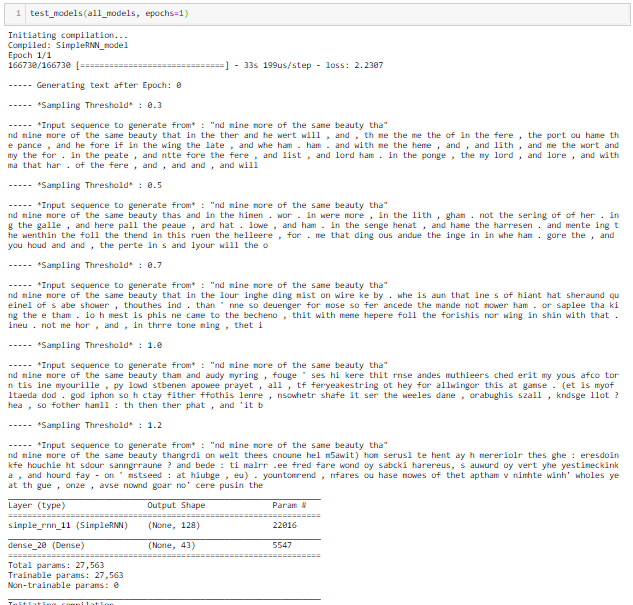 1 test_models(all_models, epochs=1)
Initiating compilation...
Compiled: SimpleRNN_model
Epoch 1/1
166730/166730 [==============================] - 33s 199us/step - loss: 2.2307
----- Generating text after Epoch: 0
----- *Sampling Threshold* : 0.3
----- *Input sequence to generate from* : "nd mine more of the same beauty tha"
nd mine more of the same beauty that in the ther and he wert will , and , th me the me the of in the fere , the port ou hame th
e pance , and he fore if in the wing the late , and whe ham . ham . and with me the heme , and , and lith , and me the wort and
my the for . in the peate , and ntte fore the fere , and list , and lord ham . in the ponge , the my lord , and lore , and with
ma that har . of the fere , and , and and , and will
----- *Sampling Threshold* : 0.5
----- *Input sequence to generate from* : "nd mine more of the same beauty tha"
nd mine more of the same beauty thas and in the himen . wor . in were more , in the lith , gham . not the sering of of her . in
g the galle , and here pall the peaue , ard hat . lowe , and ham . in the senge henat , and hame the harresen . and mente ing t
he wenthin the foll the thend in this ruen the helleere , for . me that ding ous andue the inge in in whe ham . gore the , and
you houd and and , the perte in s and lyour will the o
----- *Sampling Threshold* : 0.7
----- *Input sequence to generate from* : "nd mine more of the same beauty tha"
nd mine more of the same beauty that in the lour inghe ding mist on wire ke by . whe is aun that ine s of hiant hat sheraund qu
einel of s abe shower , thouthes ind . than ' nne so deuenger for mose so fer ancede the mande not mower ham . or saplee tha ki
ng the e tham . io h mest is phis ne came to the becheno , thit with meme hepere foll the forishis nor wing in shin with that .
ineu . not me hor , and , in thrre tone ming , thet i
----- *Sampling Threshold* : 1.0
----- *Input sequence to generate from* : "nd mine more of the same beauty tha"
nd mine more of the same beauty tham and audy myring , fouge ' ses hi kere thit rnse andes muthieers ched erit my yous afco tor
n tis ine myourille , py lowd stbenen apowee prayet , all , tf feryeakestring ot hey for allwingor this at gamse . (et is myof
ltaeda dod . god iphon so h ctay fither ffothis lenre , nsowhetr shafe it ser the weeles dane , orabughis szall , kndsge llot ?
hea , so fother hamll : th then ther phat , and 'it b
----- *Sampling Threshold* : 1.2
----- *Input sequence to generate from* : "nd mine more of the same beauty tha"
nd mine more of the same beauty thangrdi on welt thees cnoune hel m5awit) hom serusl te hent ay h mereriolr thes ghe : eresdoin
kfe houchie ht sdour sanngrraune ? and bede : ti malrr .ee fred fare wond oy sabcki harereus, s auwurd oy vert yhe yestimeckink
a , and hourd fay - on ' mstseed : at hiubge , eu) . yountomrend , nfares ou hase mowes of thet aptham v nimhte winh' wholes ye
at th gue , onze , avse nownd goar no' cere pusin the
Layer (type) Output Shape Param #
simple_rnn_11 (SimpleRNN) (None, 128) 22016
dense_20 (Dense) (None, 43) 5547
Total params: 27,563
Trainable params: 27,563
Non-trainable params: 0
Initiating compilation